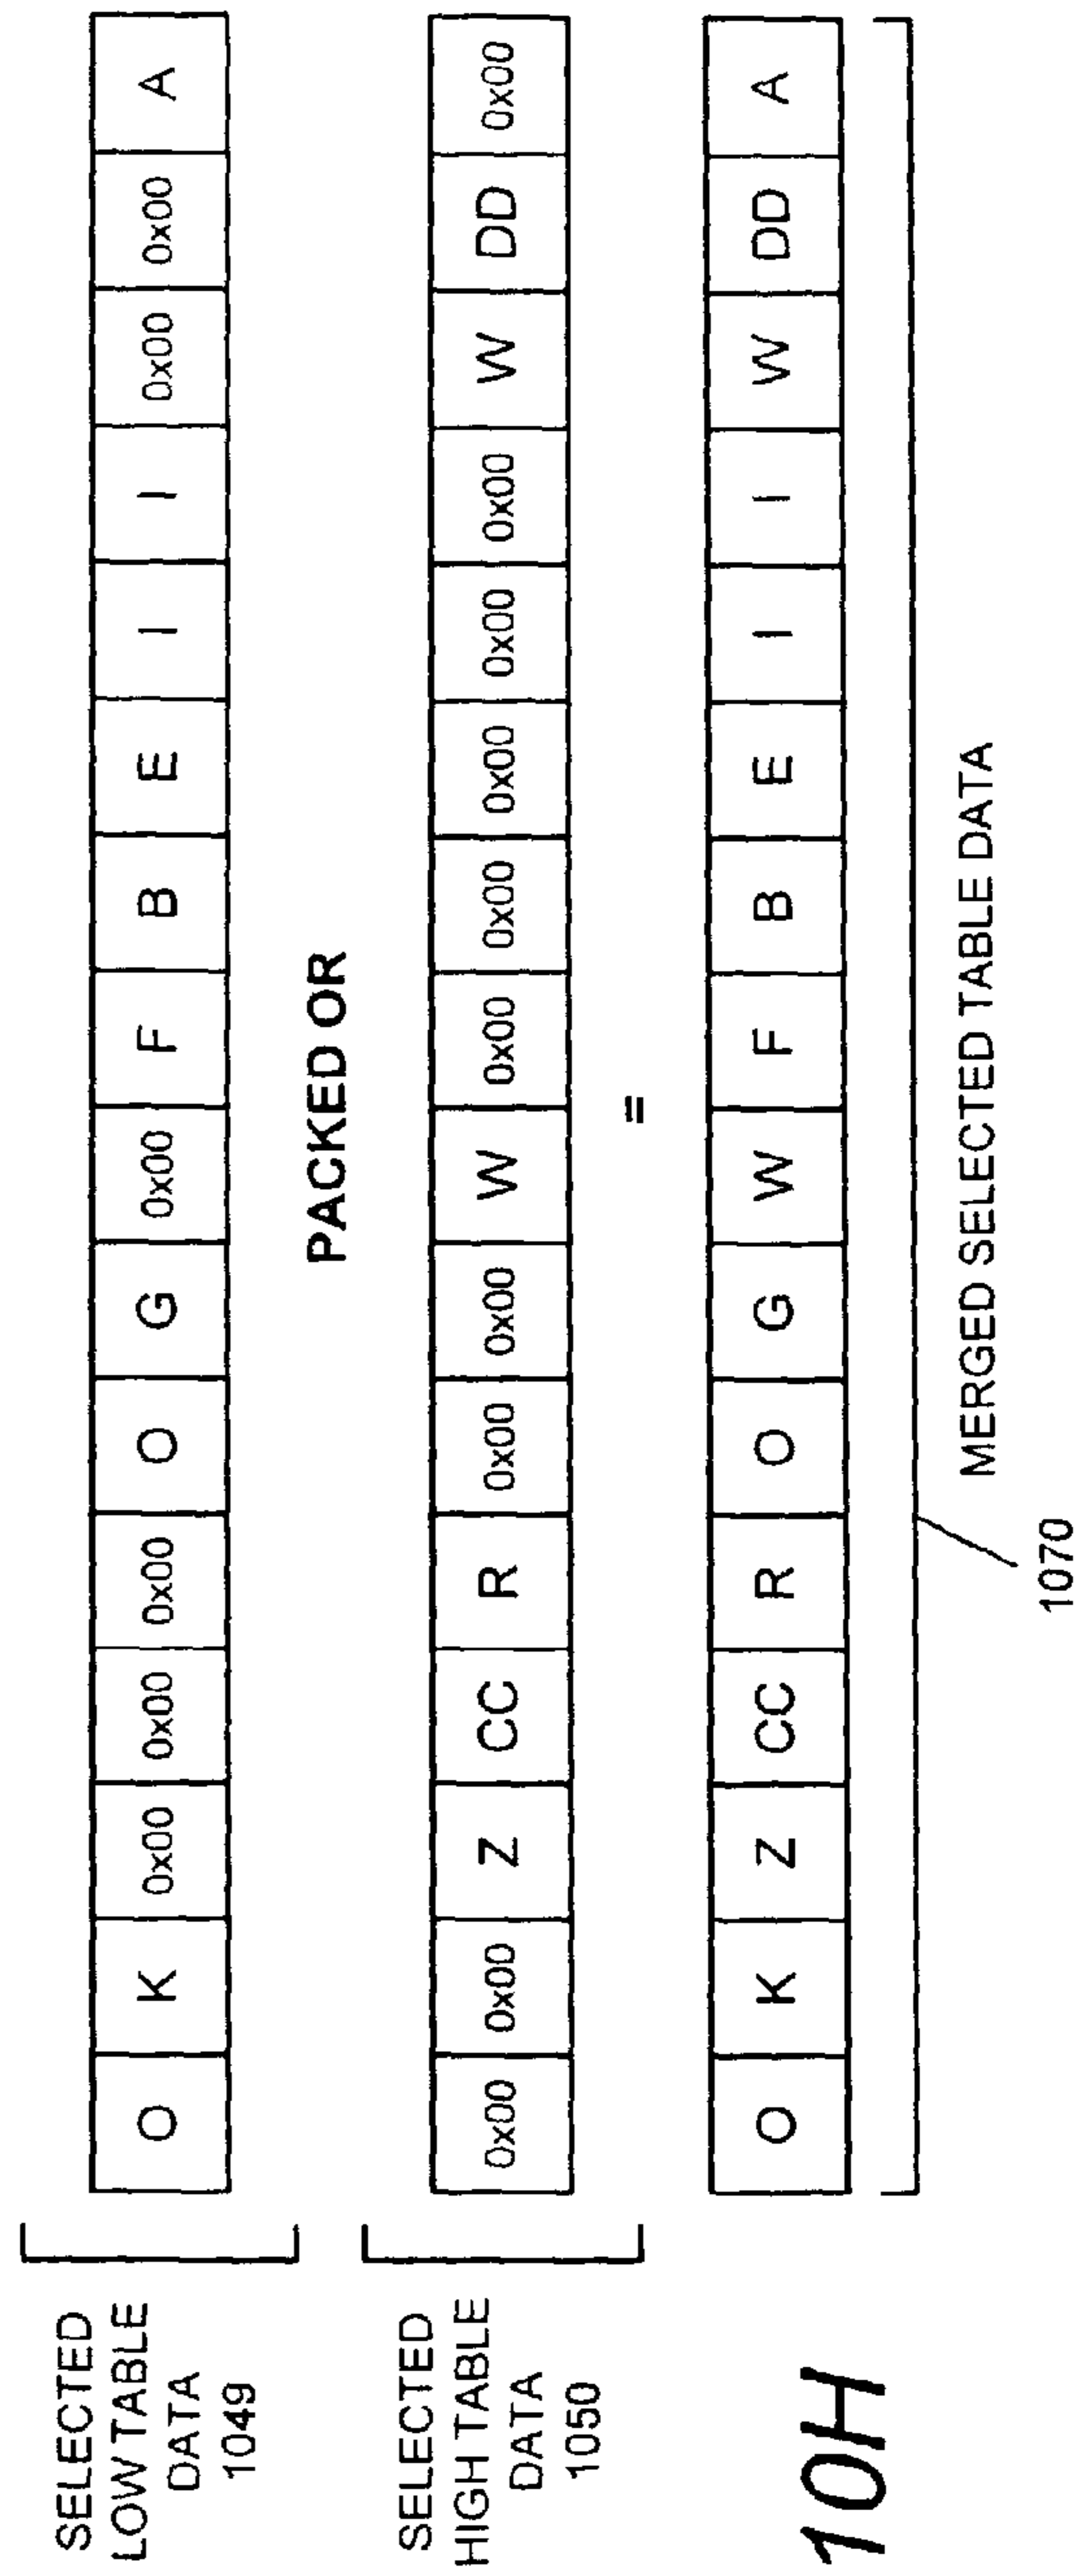 SELECTED
LOW TABLE
DATA
1049
O K 0x00 0x00 0x00 O G 0x00 F B E I I 0x00 0x00 A
PACKED OR
SELECTED
HIGH TABLE
DATA
1050
0x00 0x00 Z CC R 0x00 0x00 W 0x00 0x00 0x00 0x00 0x00 W DD 0x00
=
O K Z CC R O G W F B E I I W DD A
1070
MERGED SELECTED TABLE DATA
10H